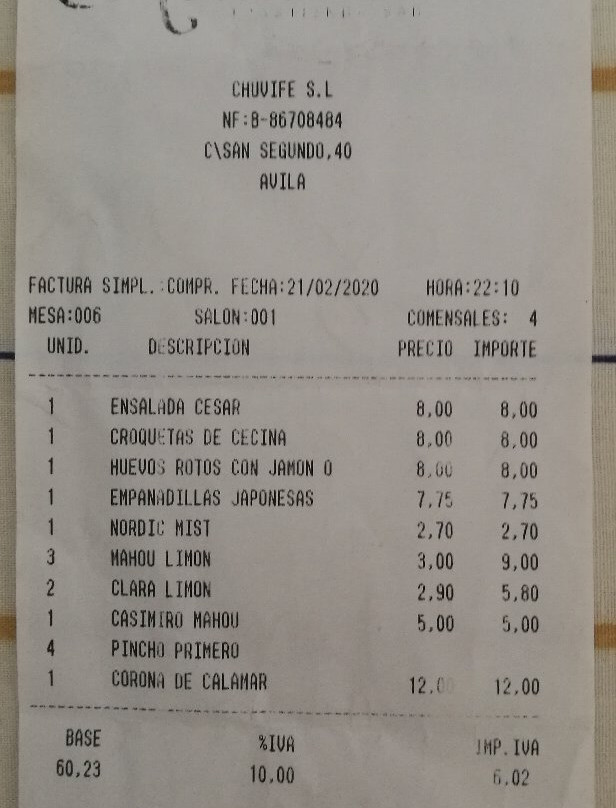 CHUVIFE S.L
NF:B-86708484
C\SAN SEGUNDO,40
AVILA
FACTURA SIMPL.:COMPR. FECHA:21/02/2020 HORA:22:10
MESA:006 SALON:001 COMENSALES: 4
UNID. DESCRIPCION PRECIO IMPORTE
1 ENSALADA CESAR 8,00 8,00
1 CROQUETAS DE CECINA 8,00 8,00
1 HUEVOS ROTOS CON JAMON O 8,00 8,00
1 EMPANADILLAS JAPONESAS 7,75 7,75
1 NORDIC MIST 2,70 2,70
3 MAHOU LIMON 3,00 9,00
2 CLARA LIMON 2,90 5,80
1 CASIMIRO MAHOU 5,00 5,00
4 PINCHO PRIMERO
1 CORONA DE CALAMAR 12,00 12,00
BASE %IVA IMP.IVA
60,23 10,00 6,02